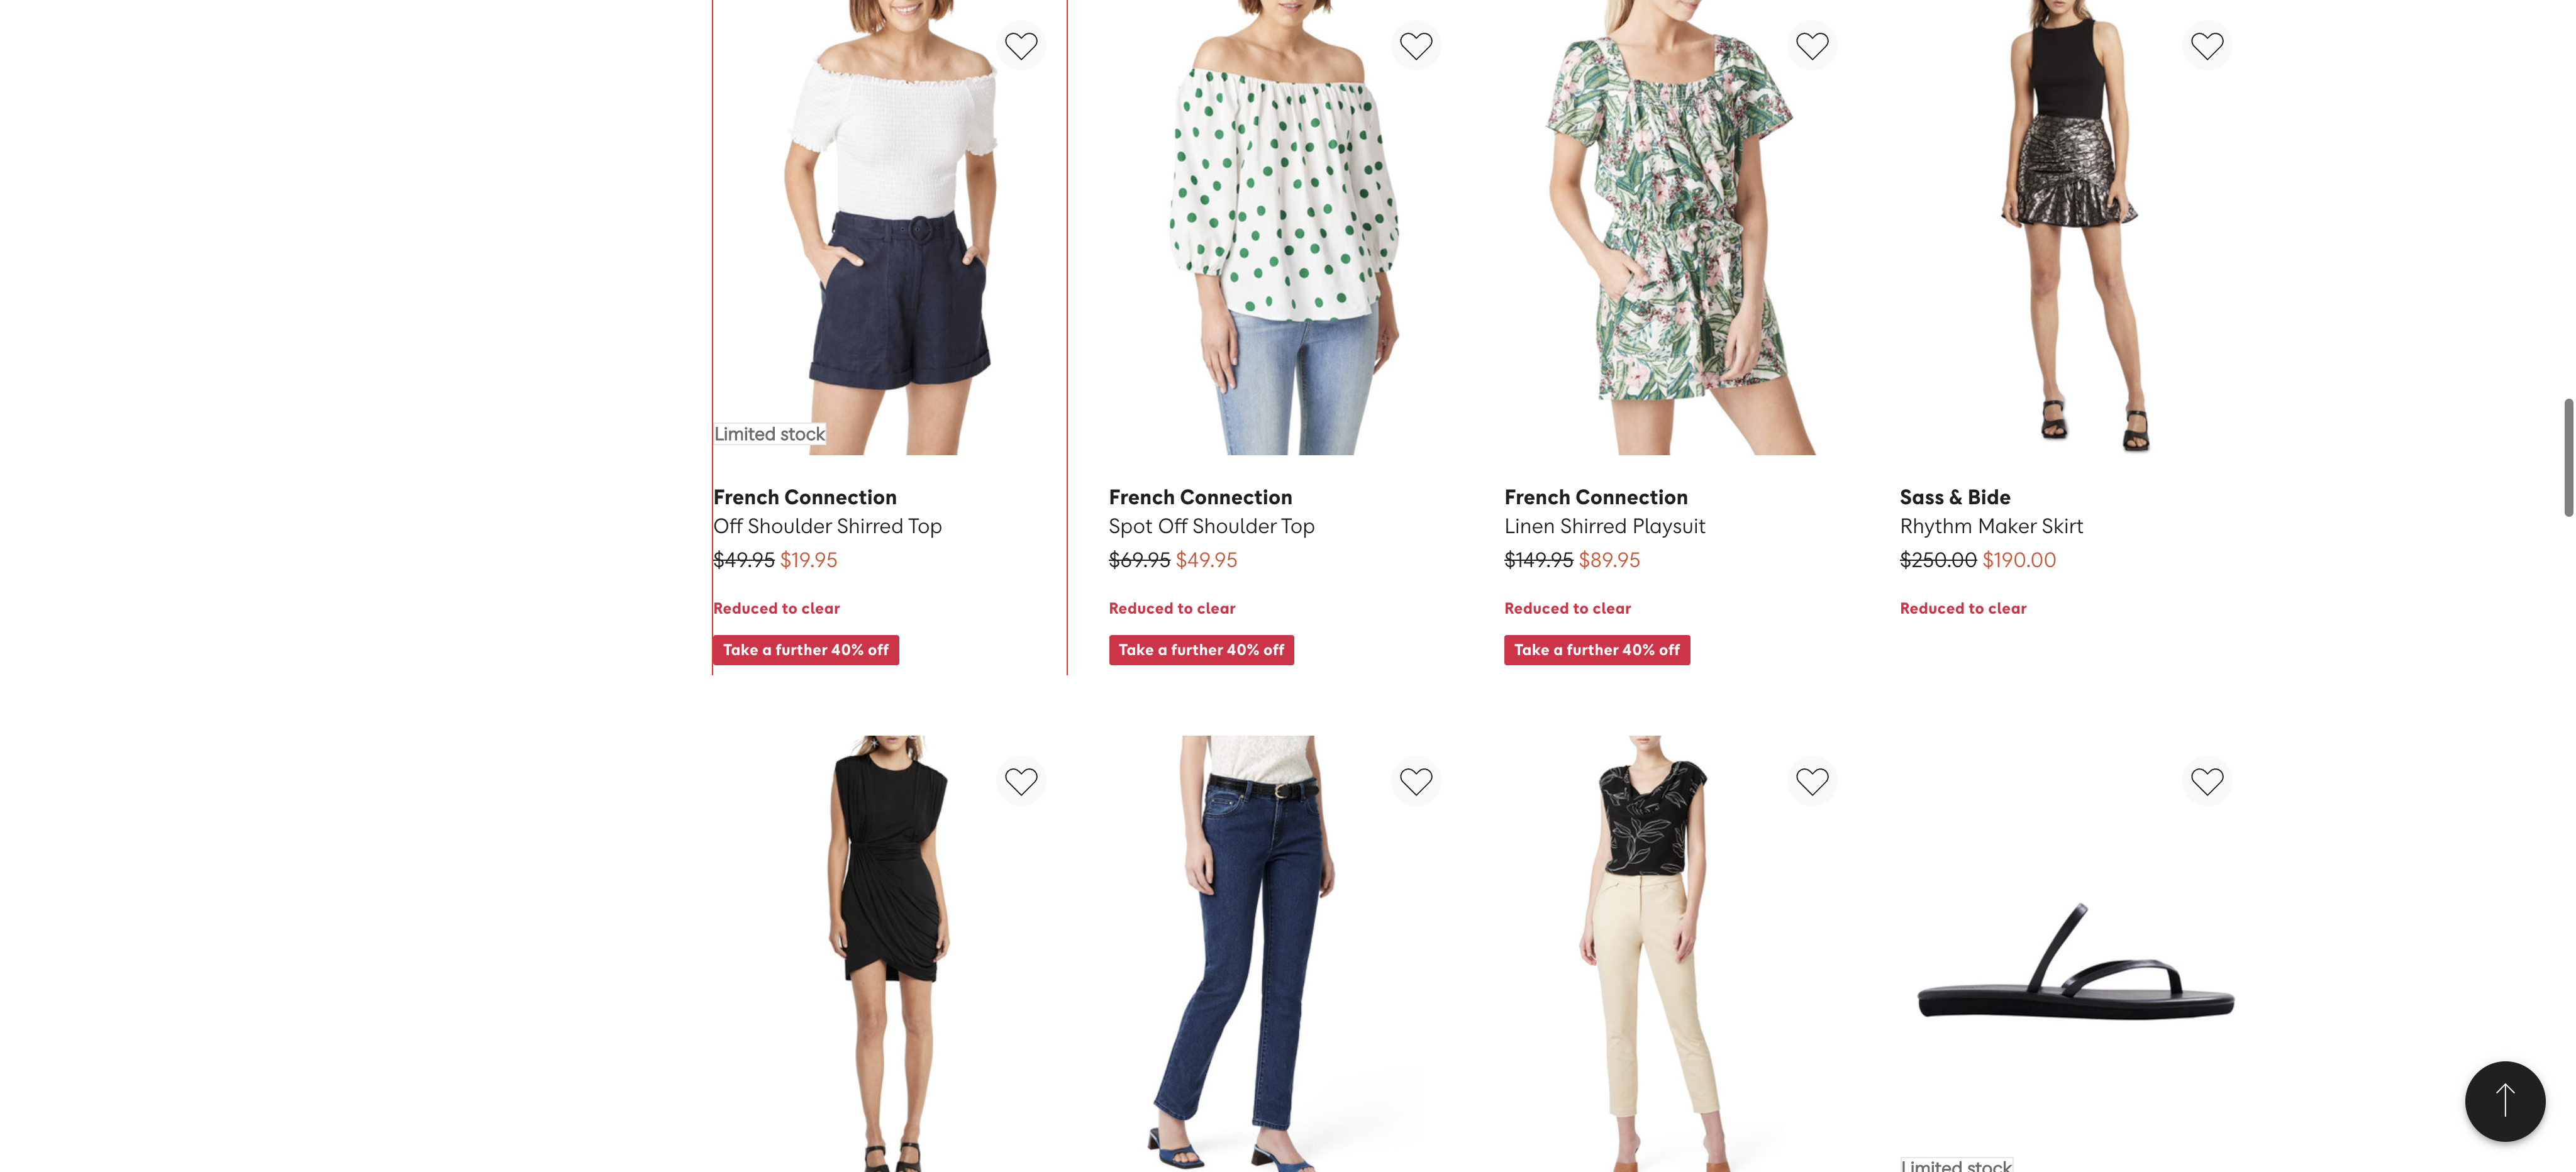 Limited stock
French Connection
Off Shoulder Shirred Top
$49.95 $19.95
Reduced to clear
Take a further 40% off
French Connection
Spot Off Shoulder Top
$69.95 $49.95
Reduced to clear
Take a further 40% off
French Connection
Linen Shirred Playsuit
$149.95 $89.95
Reduced to clear
Take a further 40% off
Sass & Bide
Rhythm Maker Skirt
$250.00 $190.00
Reduced to clear
Limited stock